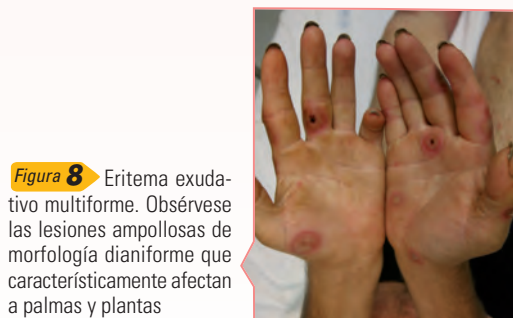 Figura 8 Eritema exuda-
tivo multiforme. Obsérvese
las lesiones ampollosas de
morfología dianiforme que
característicamente afectan
a palmas y plantas